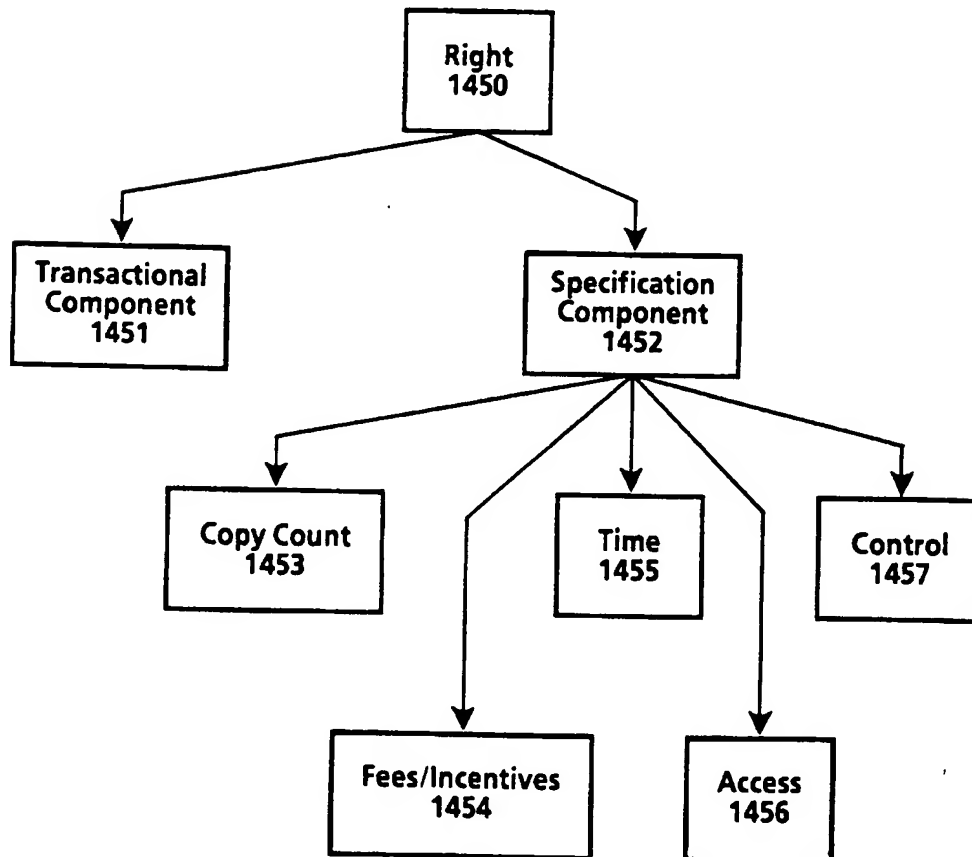 Right
1450
Transactional
Component
1451
Specification
Component
1452
Copy Count
1453
Time
1455
Control
1457
Fees/Incentives
1454
Access
1456